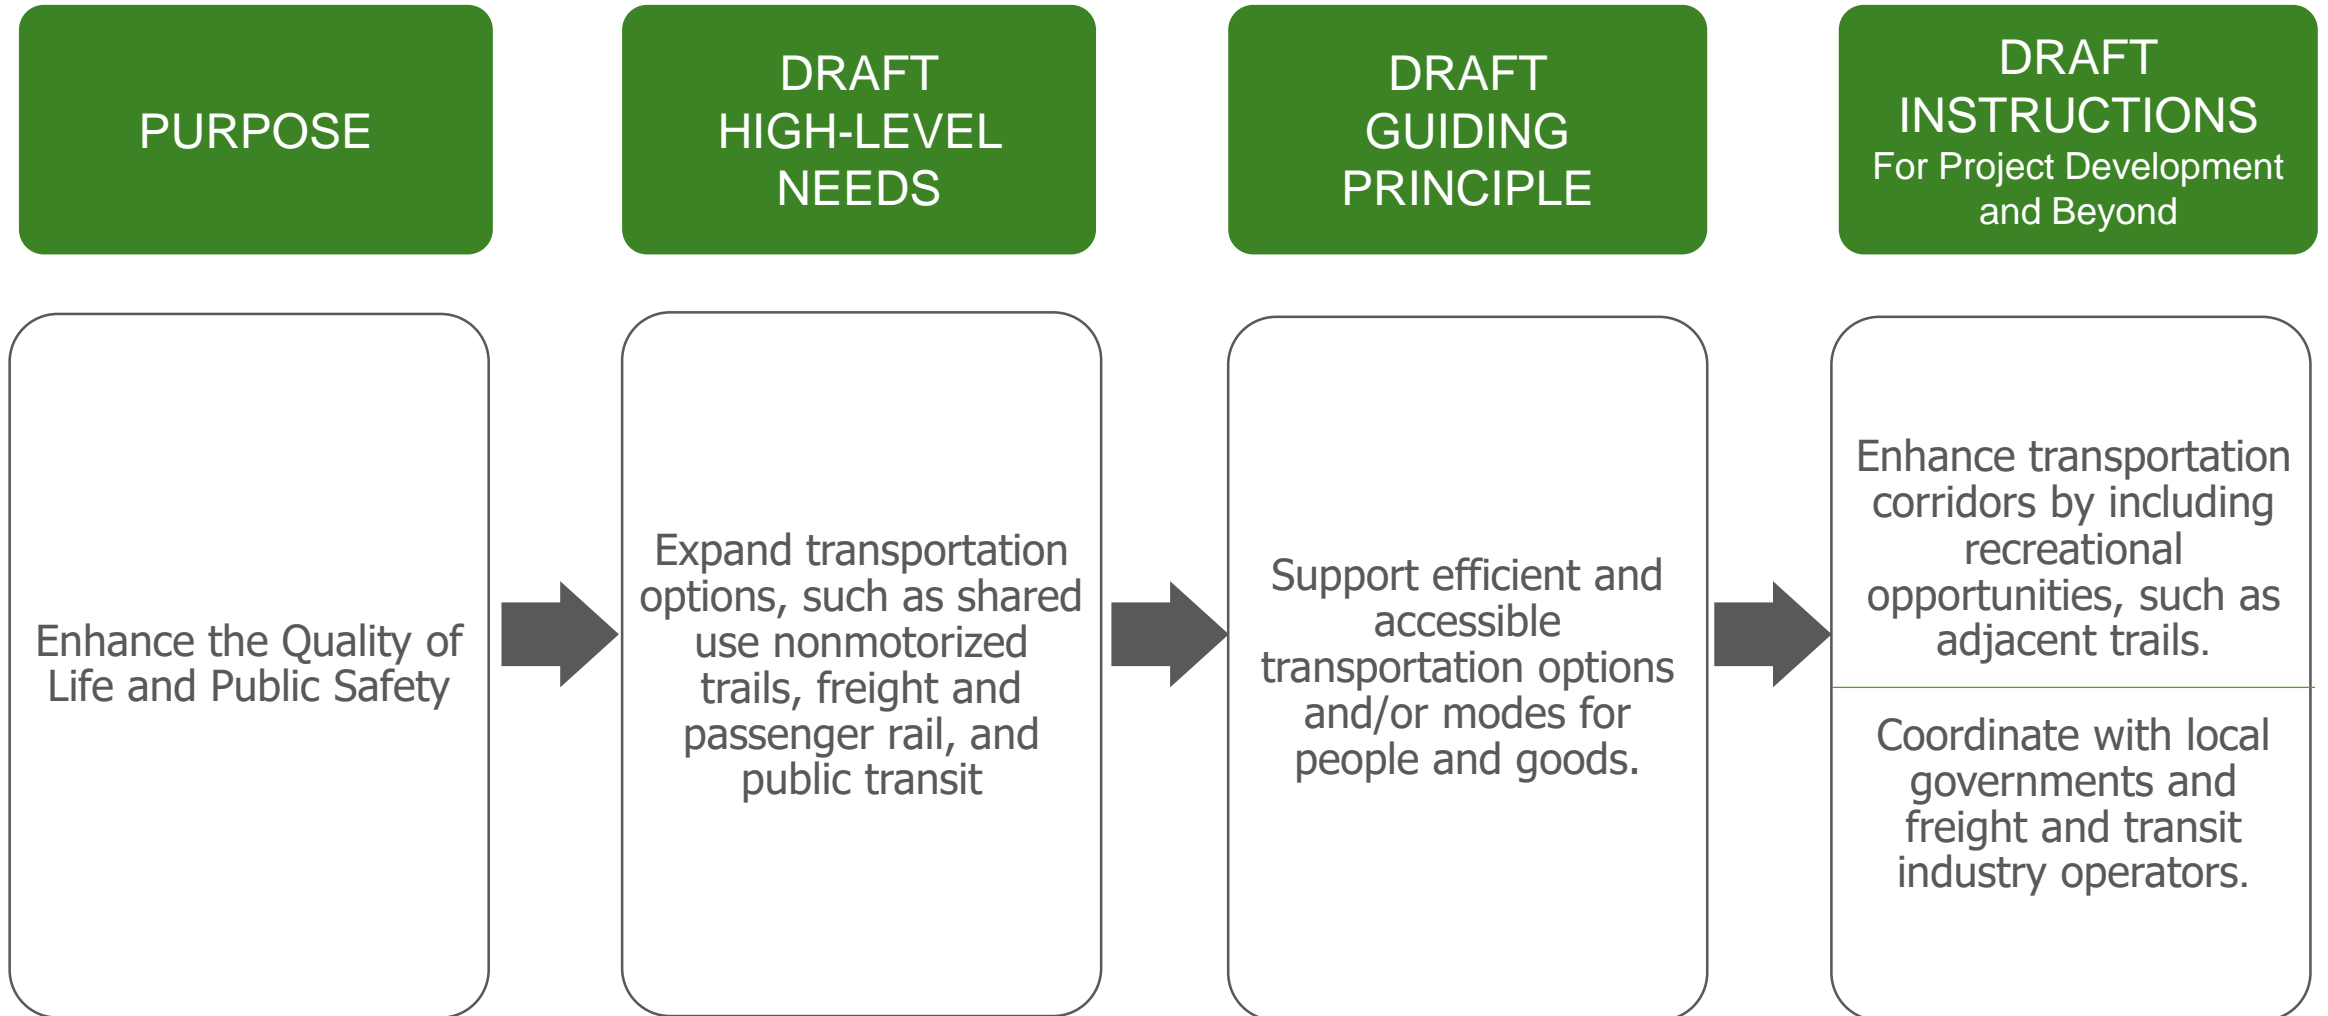 PURPOSE
DRAFT
HIGH-LEVEL
NEEDS
DRAFT
GUIDING
PRINCIPLE
DRAFT
INSTRUCTIONS
For Project Development
and Beyond
Enhance the Quality of
Life and Public Safety
Expand transportation
options, such as shared
use nonmotorized
trails, freight and
passenger rail, and
public transit
Support efficient and
accessible
transportation options
and/or modes for
people and goods.
Enhance transportation
corridors by including
recreational
opportunities, such as
adjacent trails.
Coordinate with local
governments and
freight and transit
industry operators.